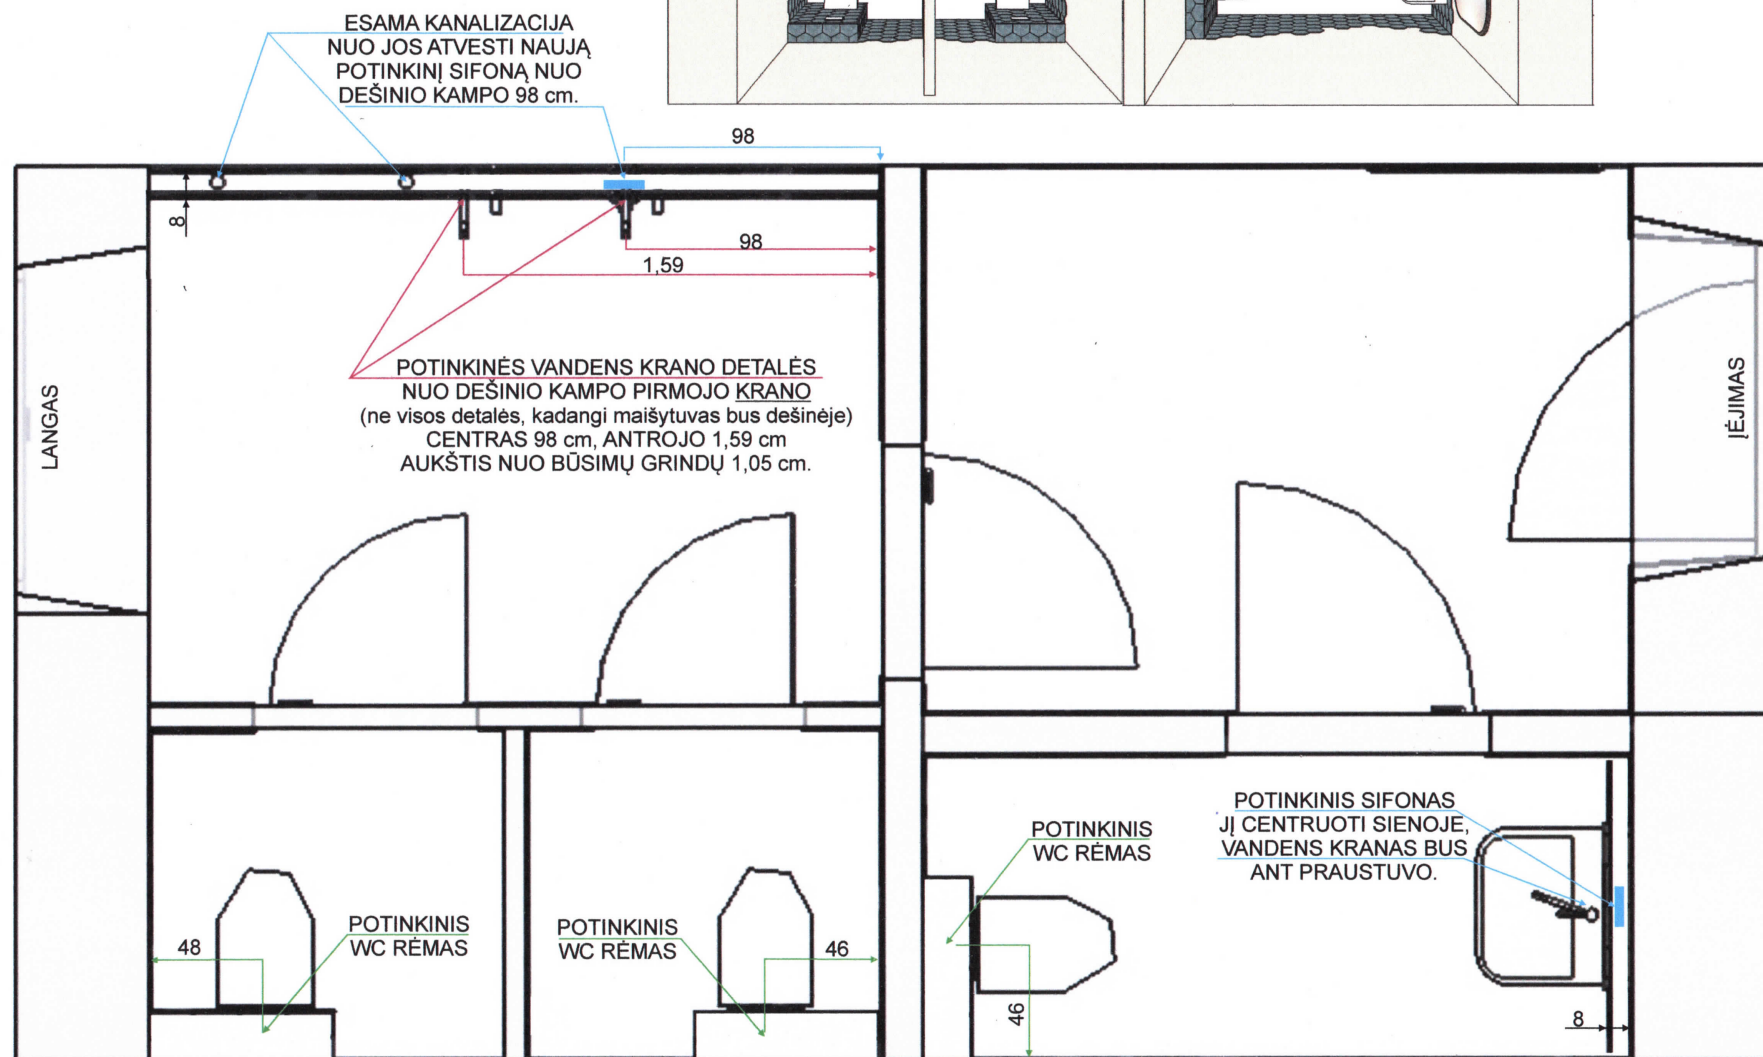 ESAMA KANALIZACIJA
NUO JOS ATVESTI NAUJĄ
POTINKINĮ SIFONĄ NUO
DEŠINIO KAMPO 98 cm.
98
8
98
1,59
POTINKINĖS VANDENS KRANO DETALĖS
NUO DEŠINIO KAMPO PIRMOJO KRANO
(ne visos detalės, kadangi maišytuvas bus dešinėje)
CENTRAS 98 cm, ANTROJO 1,59 cm
AUKŠTIS NUO BŪSIMŲ GRINDŲ 1,05 cm.
LANGAS
ĮĖJIMAS
POTINKINIS
WC RĖMAS
48
POTINKINIS
WC RĖMAS
46
POTINKINIS
WC RĖMAS
46
POTINKINIS SIFONAS
JĮ CENTRUOTI SIENOJE,
VANDENS KRANAS BUS
ANT PRAUSTUVO.
8